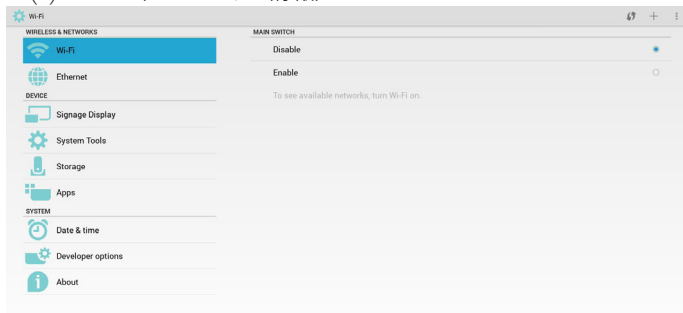 Wi-Fi
WIRELESS & NETWORKS
Wi-Fi
Ethernet
DEVICE
Signage Display
System Tools
Storage
Apps
SYSTEM
Date & time
Developer options
About
MAIN SWITCH
Disable
Enable
To see available networks, turn Wi-Fi on.